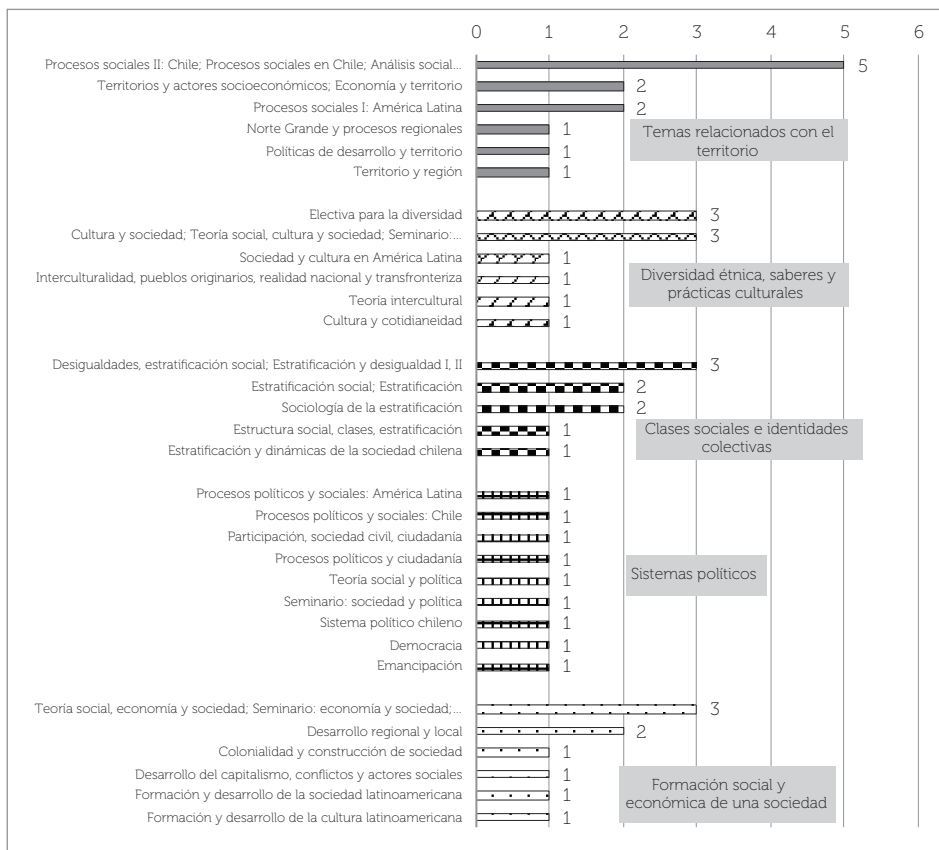 0 1 2 3 4 5 6
Procesos sociales II: Chile; Procesos sociales en Chile; Análisis social... 5
Territorios y actores socioeconómicos; Economía y territorio 2
Procesos sociales I: América Latina 2
Norte Grande y procesos regionales 1
Políticas de desarrollo y territorio 1
Territorio y región 1
Temas relacionados con el
territorio
Electiva para la diversidad 3
Cultura y sociedad; Teoría social, cultura y sociedad; Seminario:... 3
Sociedad y cultura en América Latina 1
Interculturalidad, pueblos originarios, realidad nacional y transfronteriza 1
Teoría intercultural 1
Cultura y cotidianeidad 1
Diversidad étnica, saberes y
prácticas culturales
Desigualdades, estratificación social; Estratificación y desigualdad I, II 3
Estratificación social; Estratificación 2
Sociología de la estratificación 2
Estructura social, clases, estratificación 1
Estratificación y dinámicas de la sociedad chilena 1
Clases sociales e identidades
colectivas
Procesos políticos y sociales: América Latina 1
Procesos políticos y sociales: Chile 1
Participación, sociedad civil, ciudadanía 1
Procesos políticos y ciudadanía 1
Teoría social y política 1
Seminario: sociedad y política 1
Sistema político chileno 1
Democracia 1
Emancipación 1
Sistemas políticos
Teoría social, economía y sociedad; Seminario: economía y sociedad;... 3
Desarrollo regional y local 2
Colonialidad y construcción de sociedad 1
Desarrollo del capitalismo, conflictos y actores sociales 1
Formación y desarrollo de la sociedad latinoamericana 1
Formación y desarrollo de la cultura latinoamericana 1
Formación social y
económica de una sociedad